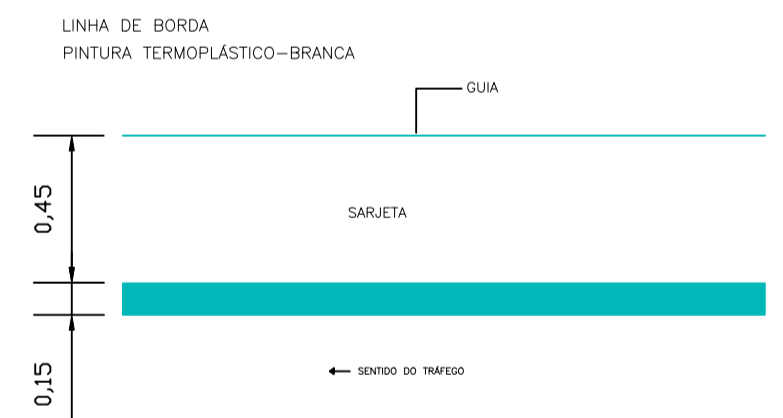 LINHA DE BORDA
PINTURA TERMOPLÁSTICO-BRANCA
GUIA
0,45
SARJETA
0,15
SENTIDO DO TRÁFEGO